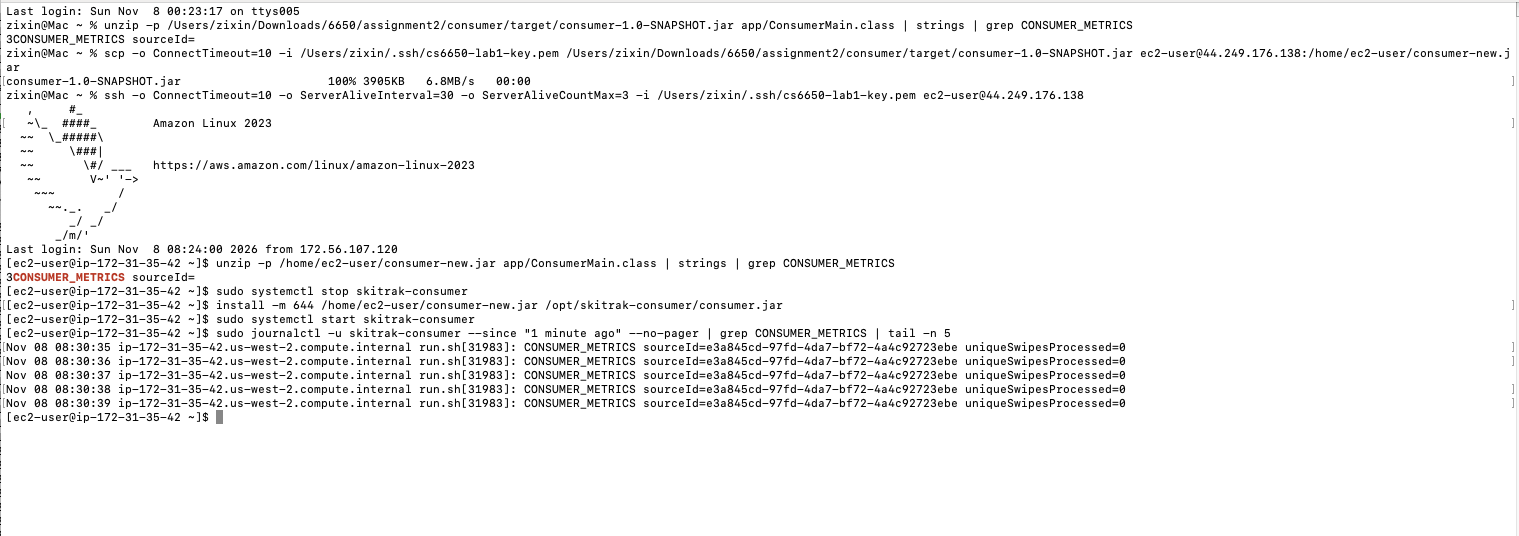 Last login: Sun Nov  8 00:23:17 on ttys005
zixin@Mac ~ % unzip -p /Users/zixin/Downloads/6650/assignment2/consumer/target/consumer-1.0-SNAPSHOT.jar app/ConsumerMain.class | strings | grep CONSUMER_METRICS
3CONSUMER_METRICS sourceId=
zixin@Mac ~ % scp -o ConnectTimeout=10 -i /Users/zixin/.ssh/cs6650-lab1-key.pem /Users/zixin/Downloads/6650/assignment2/consumer/target/consumer-1.0-SNAPSHOT.jar ec2-user@44.249.176.138:/home/ec2-user/consumer-new.j
ar
consumer-1.0-SNAPSHOT.jar                     100% 3905KB   6.8MB/s   00:00
zixin@Mac ~ % ssh -o ConnectTimeout=10 -o ServerAliveInterval=30 -o ServerAliveCountMax=3 -i /Users/zixin/.ssh/cs6650-lab1-key.pem ec2-user@44.249.176.138
   ,     #_
   ~\_  ####_        Amazon Linux 2023
  ~~  \_#####\
  ~~     \###|
  ~~       \#/ ___   https://aws.amazon.com/linux/amazon-linux-2023
   ~~       V~' '->
    ~~~         /
      ~~._.   _/
         _/ _/
       _/m/'
Last login: Sun Nov  8 08:24:00 2026 from 172.56.107.120
[ec2-user@ip-172-31-35-42 ~]$ unzip -p /home/ec2-user/consumer-new.jar app/ConsumerMain.class | strings | grep CONSUMER_METRICS
3CONSUMER_METRICS sourceId=
[ec2-user@ip-172-31-35-42 ~]$ sudo systemctl stop skitrak-consumer
[ec2-user@ip-172-31-35-42 ~]$ install -m 644 /home/ec2-user/consumer-new.jar /opt/skitrak-consumer/consumer.jar
[ec2-user@ip-172-31-35-42 ~]$ sudo systemctl start skitrak-consumer
[ec2-user@ip-172-31-35-42 ~]$ sudo journalctl -u skitrak-consumer --since "1 minute ago" --no-pager | grep CONSUMER_METRICS | tail -n 5
Nov 08 08:30:35 ip-172-31-35-42.us-west-2.compute.internal run.sh[31983]: CONSUMER_METRICS sourceId=e3a845cd-97fd-4da7-bf72-4a4c92723ebe uniqueSwipesProcessed=0
Nov 08 08:30:36 ip-172-31-35-42.us-west-2.compute.internal run.sh[31983]: CONSUMER_METRICS sourceId=e3a845cd-97fd-4da7-bf72-4a4c92723ebe uniqueSwipesProcessed=0
Nov 08 08:30:37 ip-172-31-35-42.us-west-2.compute.internal run.sh[31983]: CONSUMER_METRICS sourceId=e3a845cd-97fd-4da7-bf72-4a4c92723ebe uniqueSwipesProcessed=0
Nov 08 08:30:38 ip-172-31-35-42.us-west-2.compute.internal run.sh[31983]: CONSUMER_METRICS sourceId=e3a845cd-97fd-4da7-bf72-4a4c92723ebe uniqueSwipesProcessed=0
Nov 08 08:30:39 ip-172-31-35-42.us-west-2.compute.internal run.sh[31983]: CONSUMER_METRICS sourceId=e3a845cd-97fd-4da7-bf72-4a4c92723ebe uniqueSwipesProcessed=0
[ec2-user@ip-172-31-35-42 ~]$